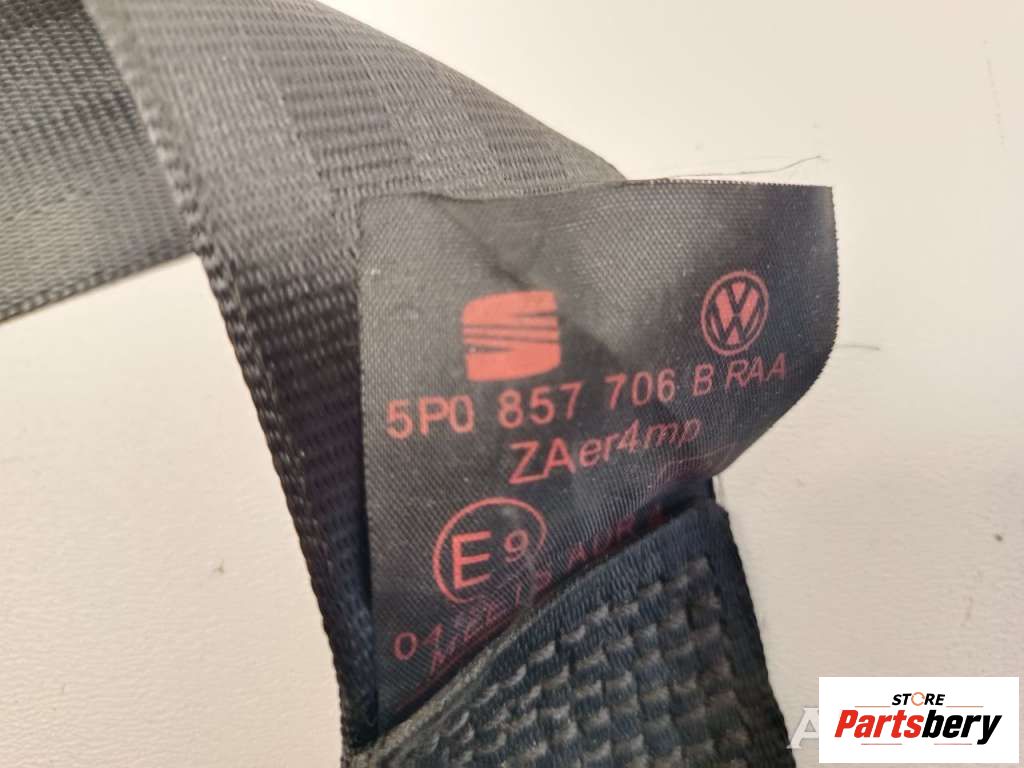 5P0 857 706 B RAA
ZAer4mp
E9
STORE
Partsbery